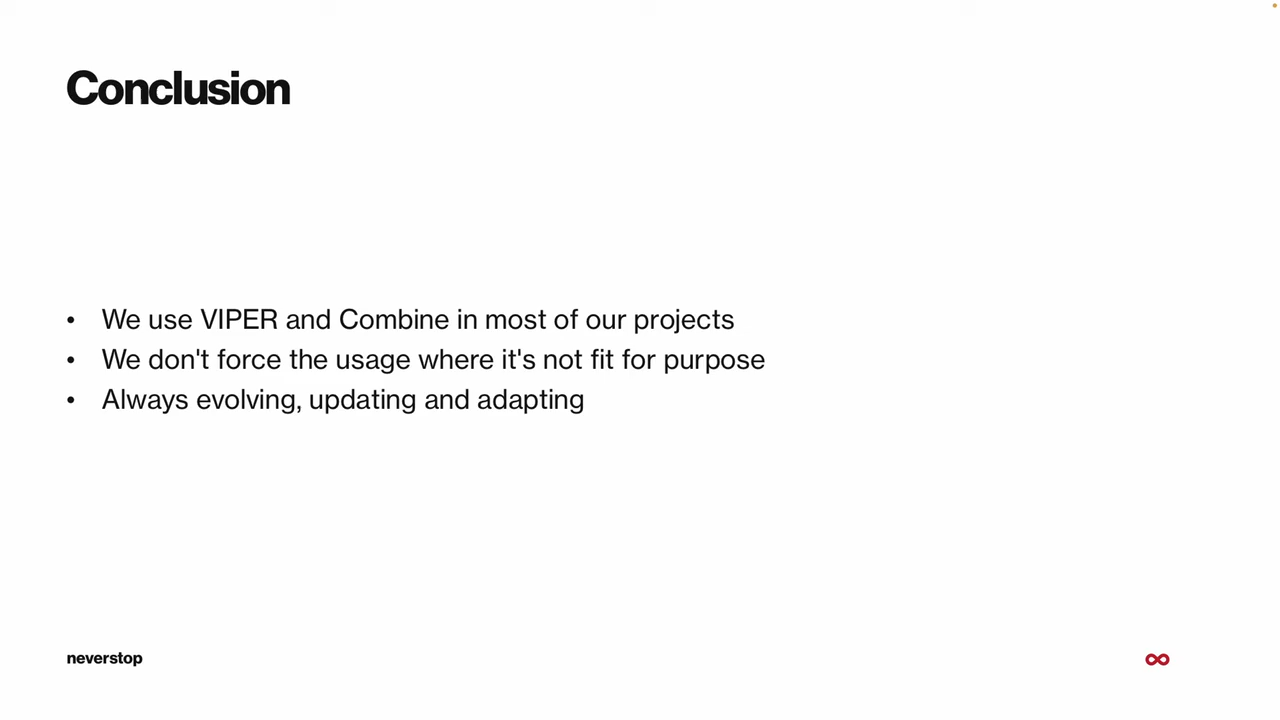 Conclusion
• We use VIPER and Combine in most of our projects
• We don't force the usage where it's not fit for purpose
• Always evolving, updating and adapting
neverstop